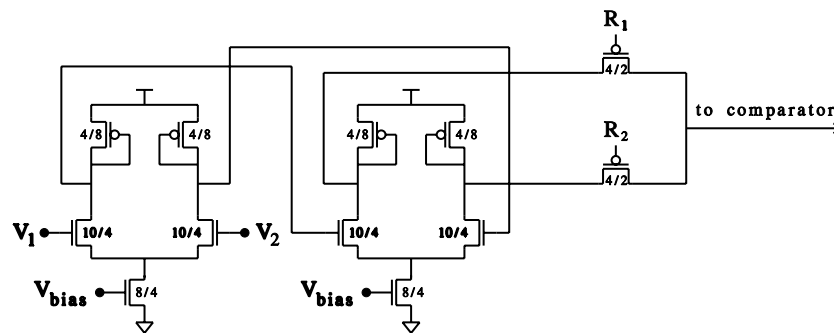 R1
4/2
to comparator
4/8 4/8 4/8 4/8
R2
4/2
V1 10/4 10/4 V2 10/4 10/4
Vbias 8/4 Vbias 8/4